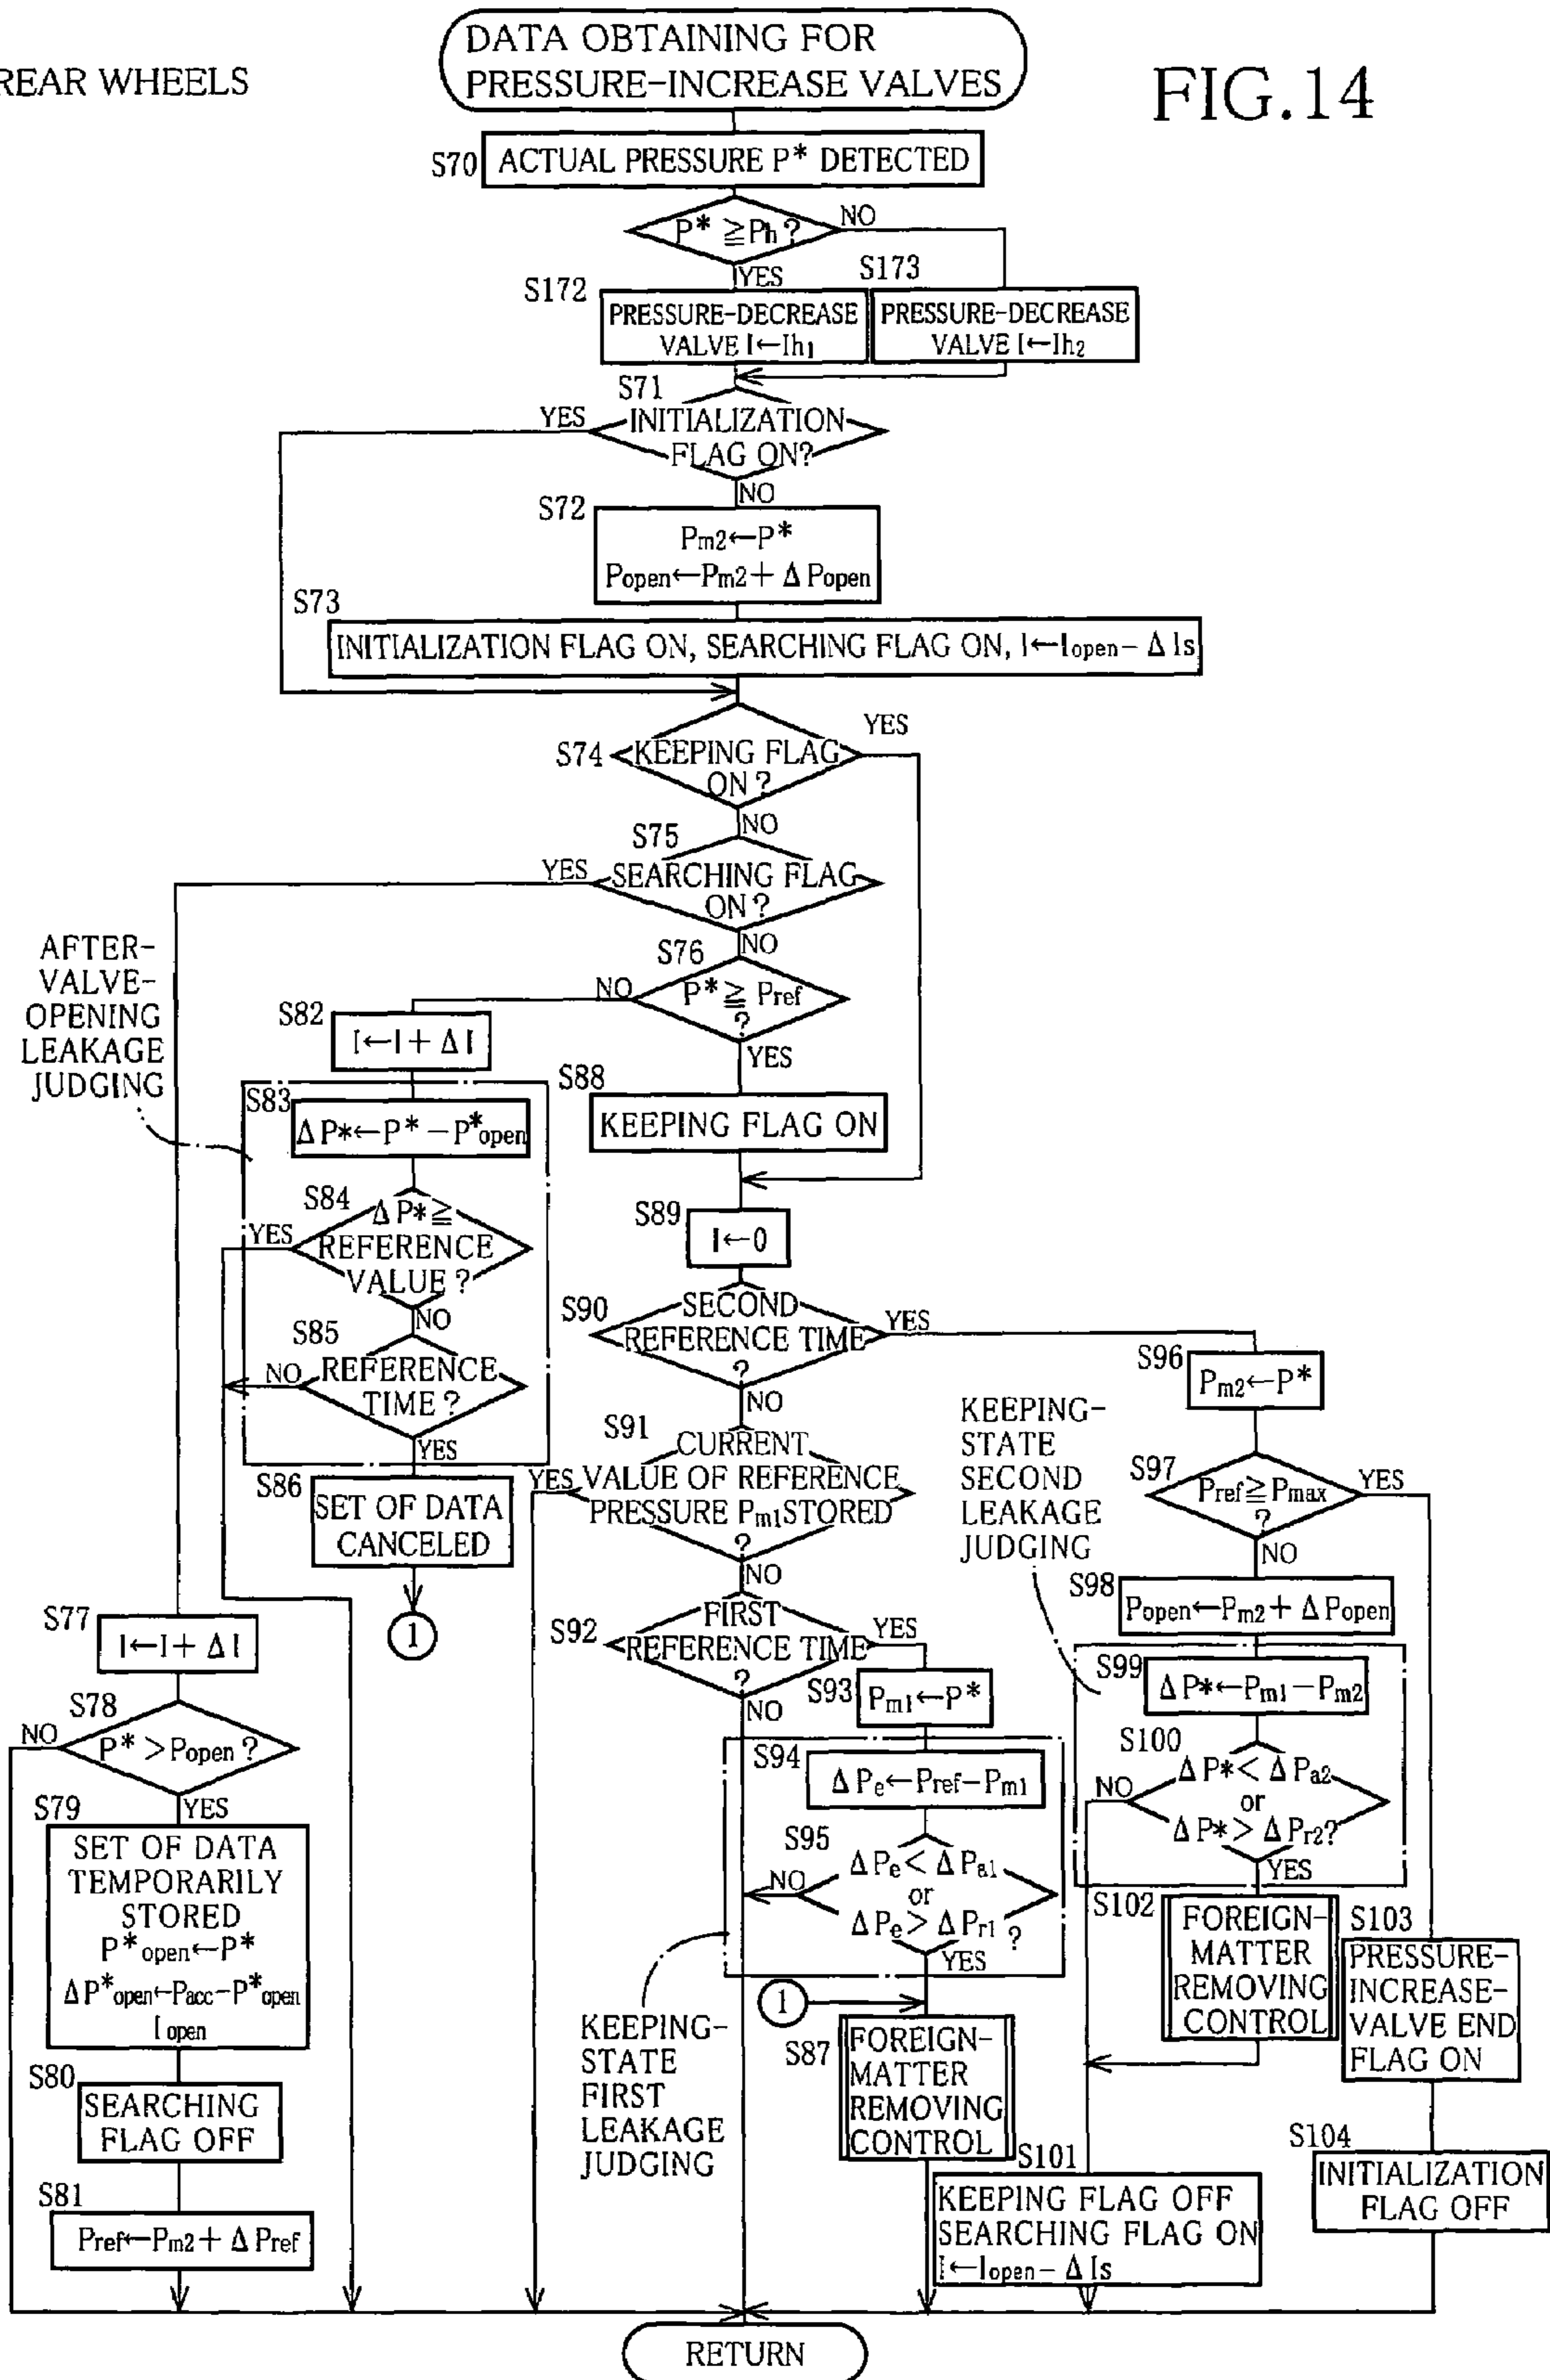 REAR WHEELS
FIG.14
DATA OBTAINING FOR
PRESSURE-INCREASE VALVES
S70
ACTUAL PRESSURE P* DETECTED
P* ≧Ph?
NO
YES
S172
PRESSURE-DECREASE
VALVE I←Ih1
S173
PRESSURE-DECREASE
VALVE I←Ih2
S71
INITIALIZATION
FLAG ON?
YES
NO
S72
Pm2←P*
Popen←Pm2+ΔPopen
S73
INITIALIZATION FLAG ON, SEARCHING FLAG ON, I←Iopen-ΔIs
S74
KEEPING FLAG
ON?
YES
NO
S75
SEARCHING FLAG
ON?
YES
NO
S76
P*≧Pref
?
NO
YES
AFTER-
VALVE-
OPENING
LEAKAGE
JUDGING
S82
I←I+ΔI
S83
ΔP*←P*-P*open
S84
ΔP*≧
REFERENCE
VALUE?
YES
NO
S85
REFERENCE
TIME?
NO
YES
S86
SET OF DATA
CANCELED
1
S88
KEEPING FLAG ON
S89
I←0
S90
SECOND
REFERENCE TIME
?
YES
NO
S91
CURRENT
VALUE OF REFERENCE
PRESSURE Pm1 STORED
?
YES
NO
S92
FIRST
REFERENCE TIME
?
YES
NO
S93
Pm1←P*
S94
ΔPe←Pref-Pm1
S95
ΔPe<ΔPa1
or
ΔPe>ΔPr1 ?
NO
YES
1
KEEPING-
STATE
FIRST
LEAKAGE
JUDGING
S87
FOREIGN-
MATTER
REMOVING
CONTROL
S96
Pm2←P*
KEEPING-
STATE
SECOND
LEAKAGE
JUDGING
S97
Pref≧Pmax
?
YES
NO
S98
Popen←Pm2+ΔPopen
S99
ΔP*←Pm1-Pm2
S100
ΔP*<ΔPa2
or
ΔP*>ΔPr2?
NO
YES
S102
FOREIGN-
MATTER
REMOVING
CONTROL
S101
KEEPING FLAG OFF
SEARCHING FLAG ON
I←Iopen-ΔIs
S103
PRESSURE-
INCREASE-
VALVE END
FLAG ON
S104
INITIALIZATION
FLAG OFF
S77
I←I+ΔI
S78
P*>Popen?
NO
YES
S79
SET OF DATA
TEMPORARILY
STORED
P*open←P*
ΔP*open←Pacc-P*open
Iopen
S80
SEARCHING
FLAG OFF
S81
Pref←Pm2+ΔPref
RETURN